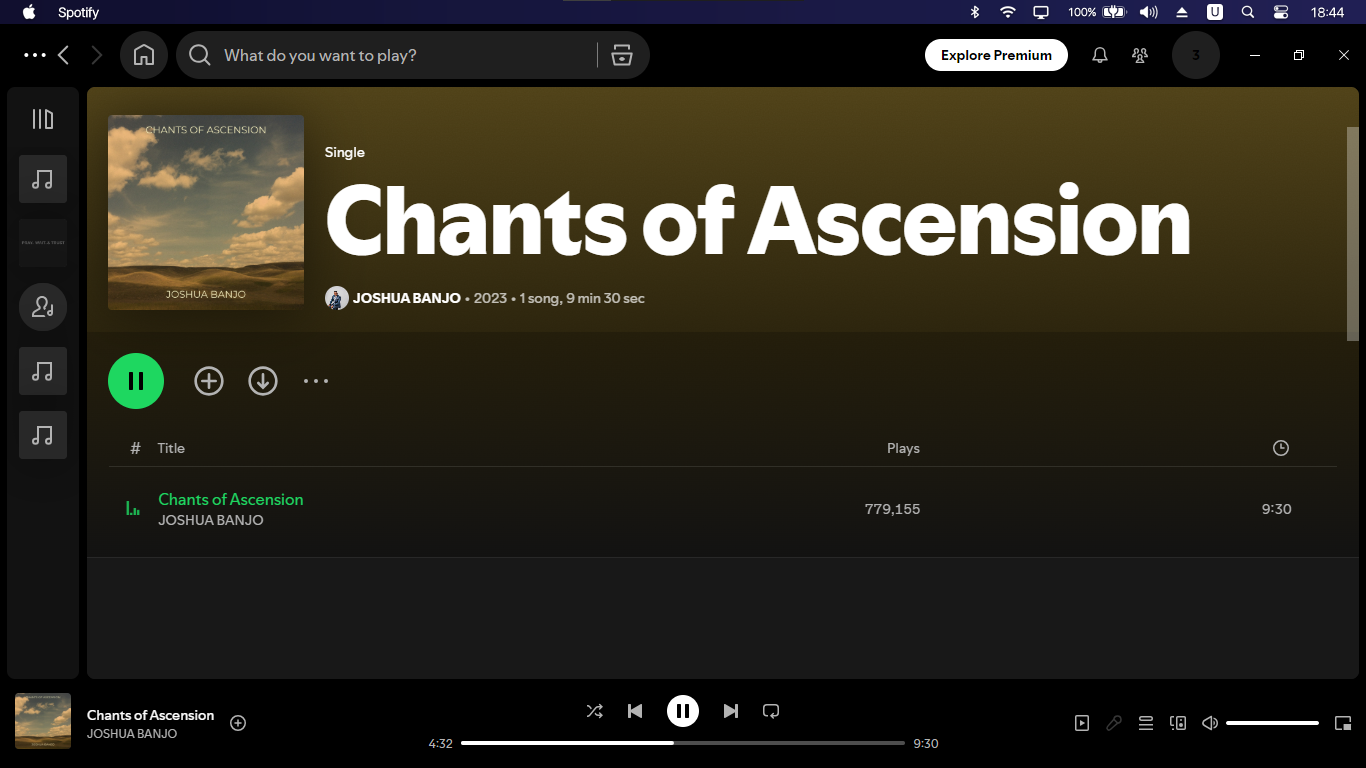 Spotify
100%
U
18:44
What do you want to play?
Explore Premium
3
CHANTS OF ASCENSION
JOSHUA BANJO
Single
Chants of Ascension
JOSHUA BANJO • 2023 • 1 song, 9 min 30 sec
# Title Plays
Chants of Ascension
JOSHUA BANJO
779,155
9:30
Chants of Ascension
JOSHUA BANJO
4:32
9:30